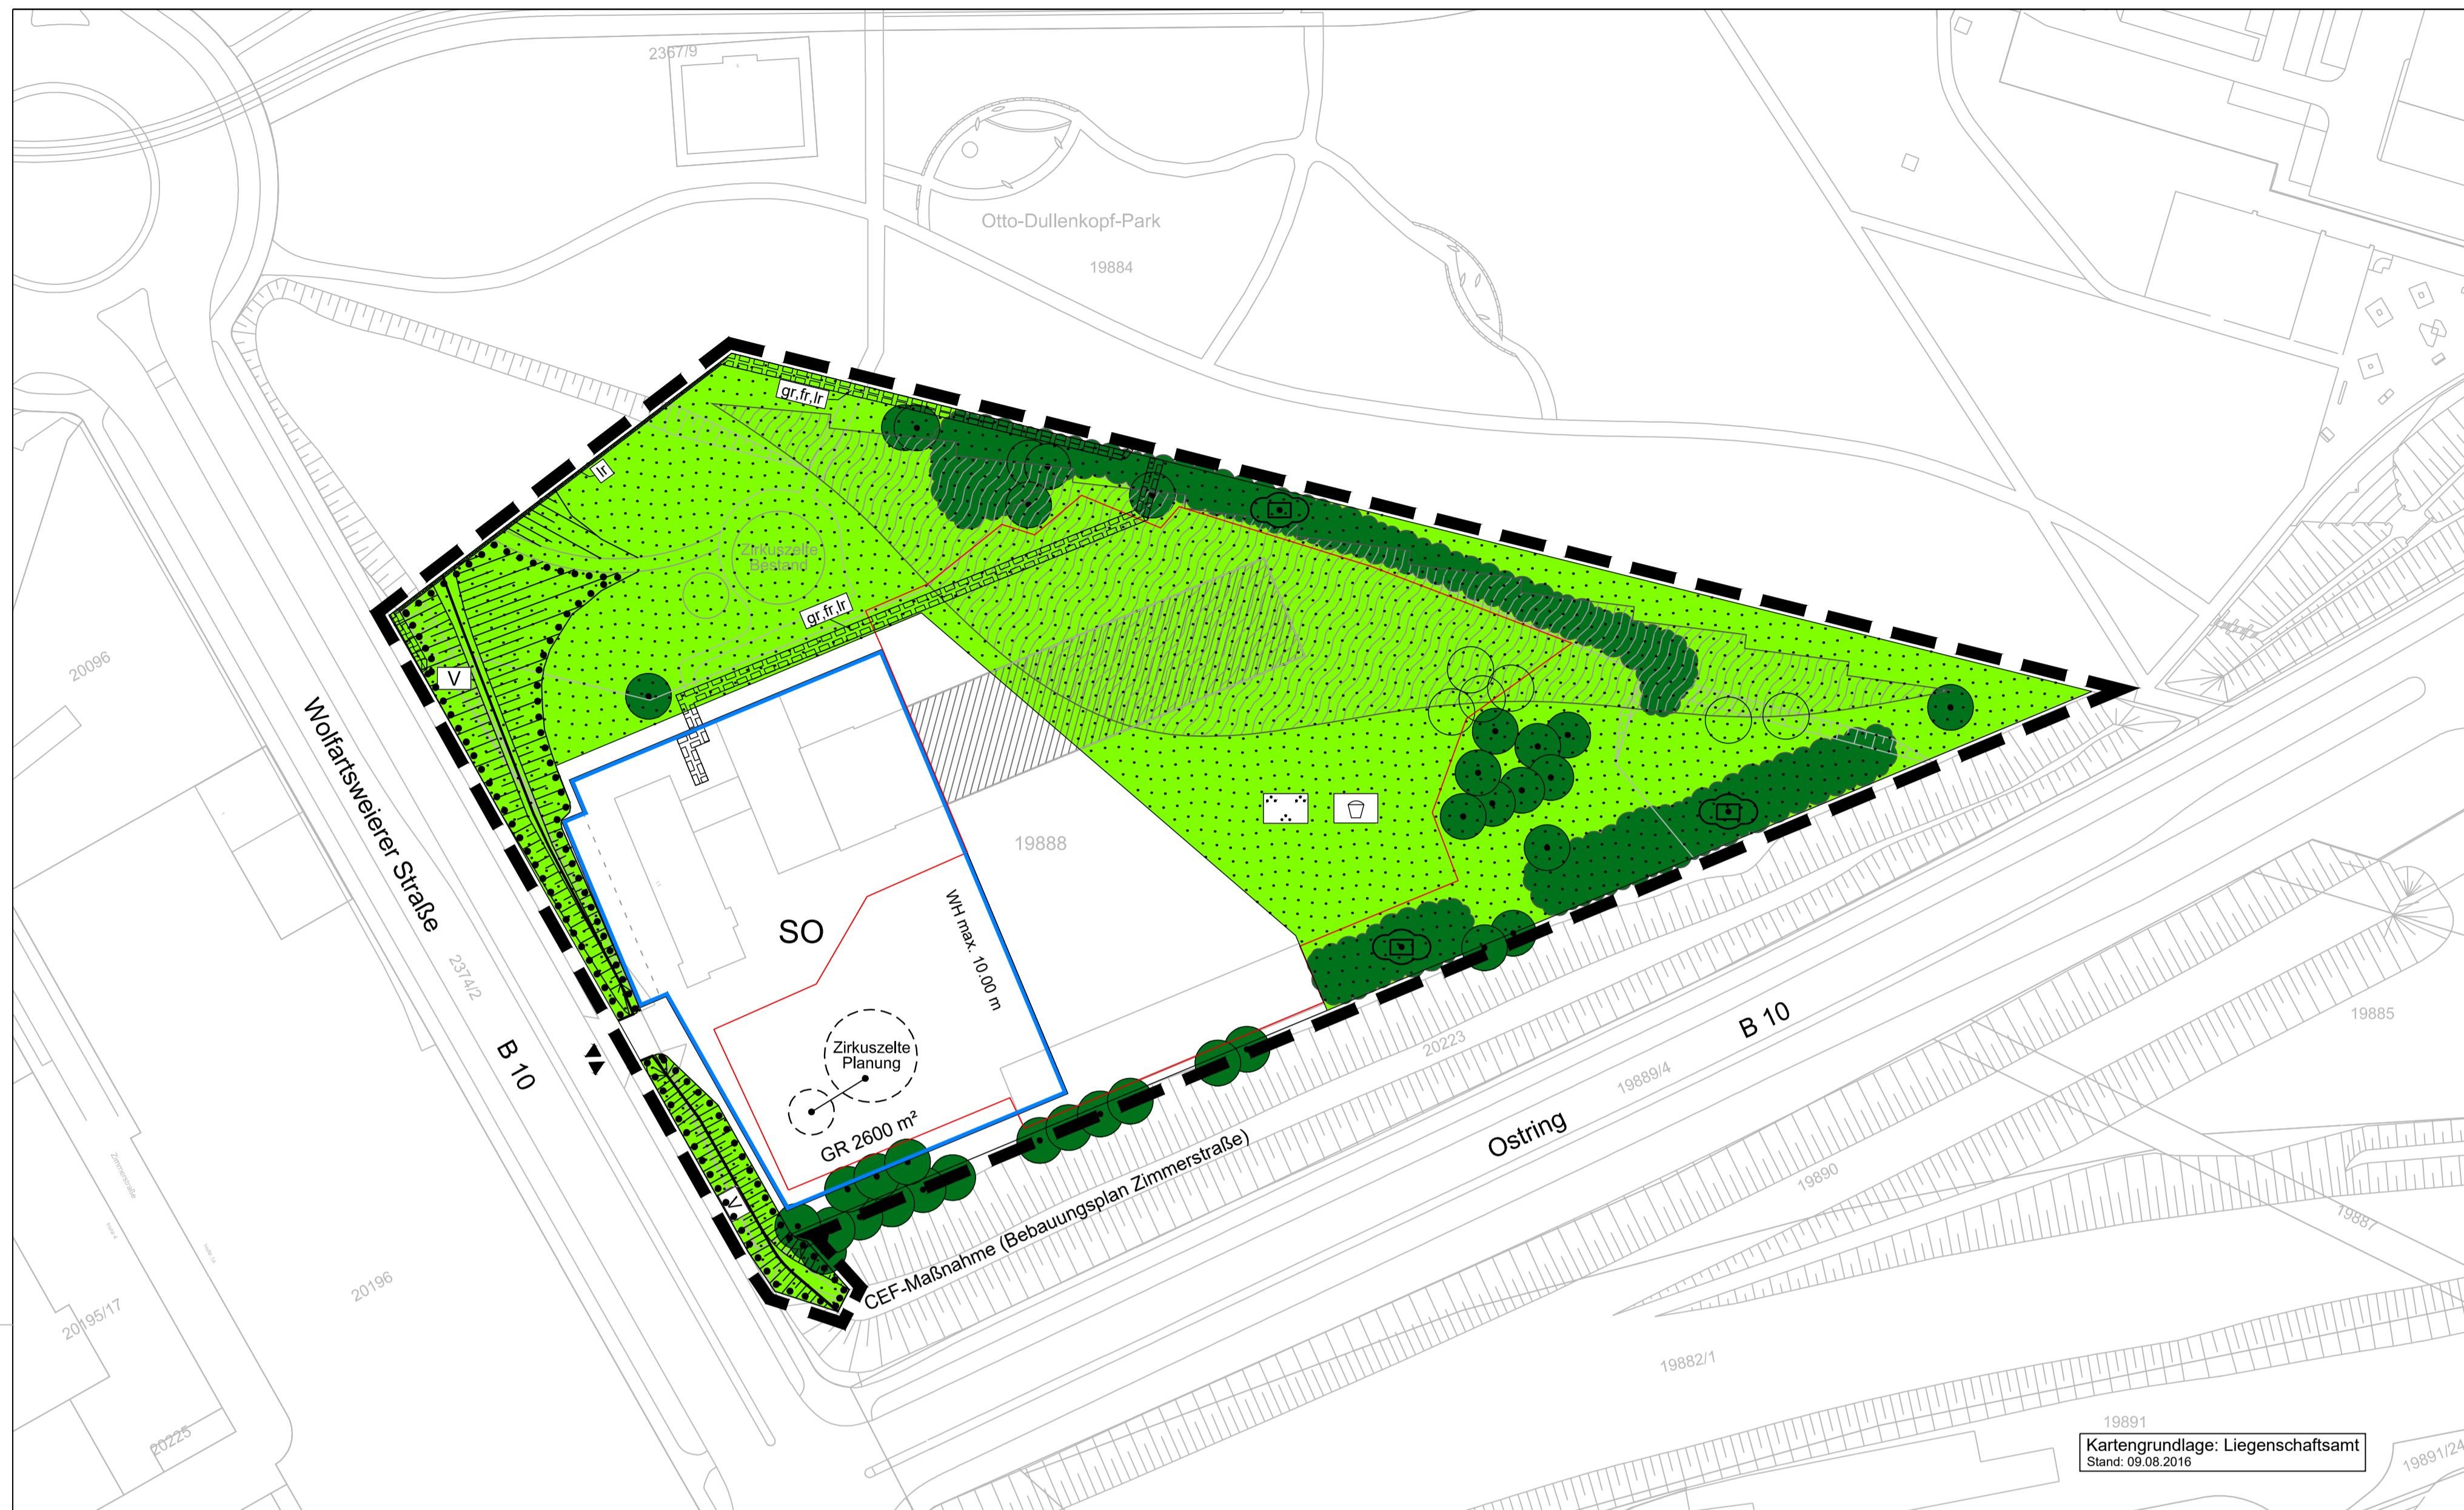 2367/9
Otto-Dullenkopf-Park
19884
gr,fr,lr
lr
Zirkuszelte
Bestand
gr,fr,lr
V
20096
Wolfartsweierer Straße
19888
WH max. 10.00 m
SO
2374/2
B 10
Zirkuszelte
Planung
GR 2600 m²
B 10
20223
19889/4
19885
Ostring
CEF-Maßnahme (Bebauungsplan Zimmerstraße)
V
Zimmerstraße
19890
19887
20196
20195/17
19882/1
20225
19891
19891/24
Kartengrundlage: Liegenschaftsamt
Stand: 09.08.2016